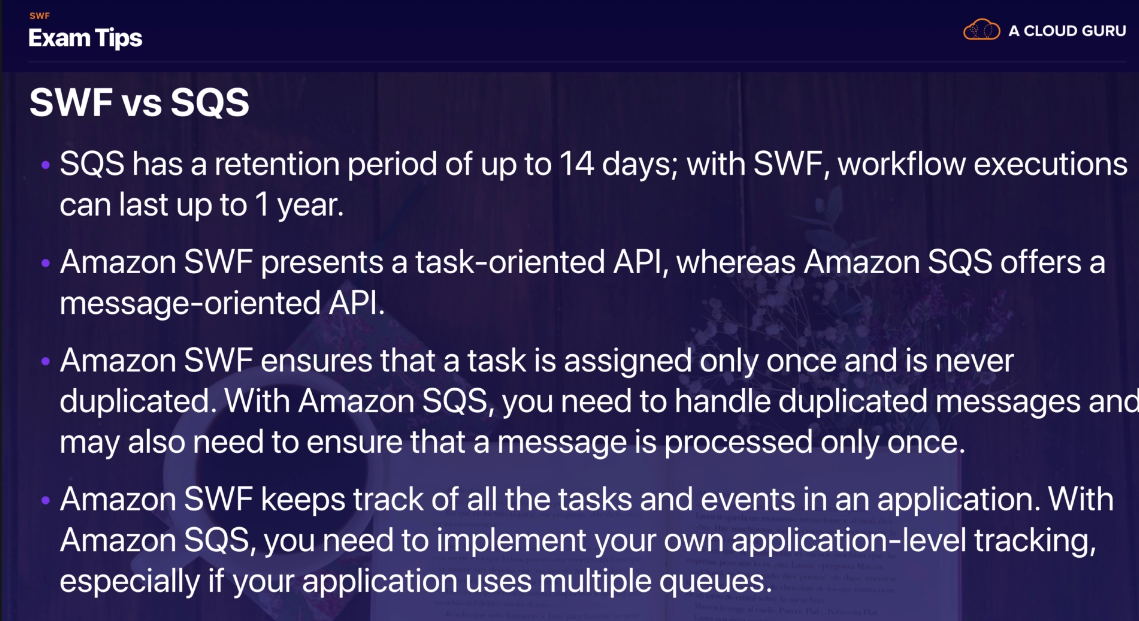 SWF
Exam Tips
A CLOUD GURU
SWF vs SQS
• SQS has a retention period of up to 14 days; with SWF, workflow executions
can last up to 1 year.
• Amazon SWF presents a task-oriented API, whereas Amazon SQS offers a
message-oriented API.
• Amazon SWF ensures that a task is assigned only once and is never
duplicated. With Amazon SQS, you need to handle duplicated messages and
may also need to ensure that a message is processed only once.
• Amazon SWF keeps track of all the tasks and events in an application. With
Amazon SQS, you need to implement your own application-level tracking,
especially if your application uses multiple queues.